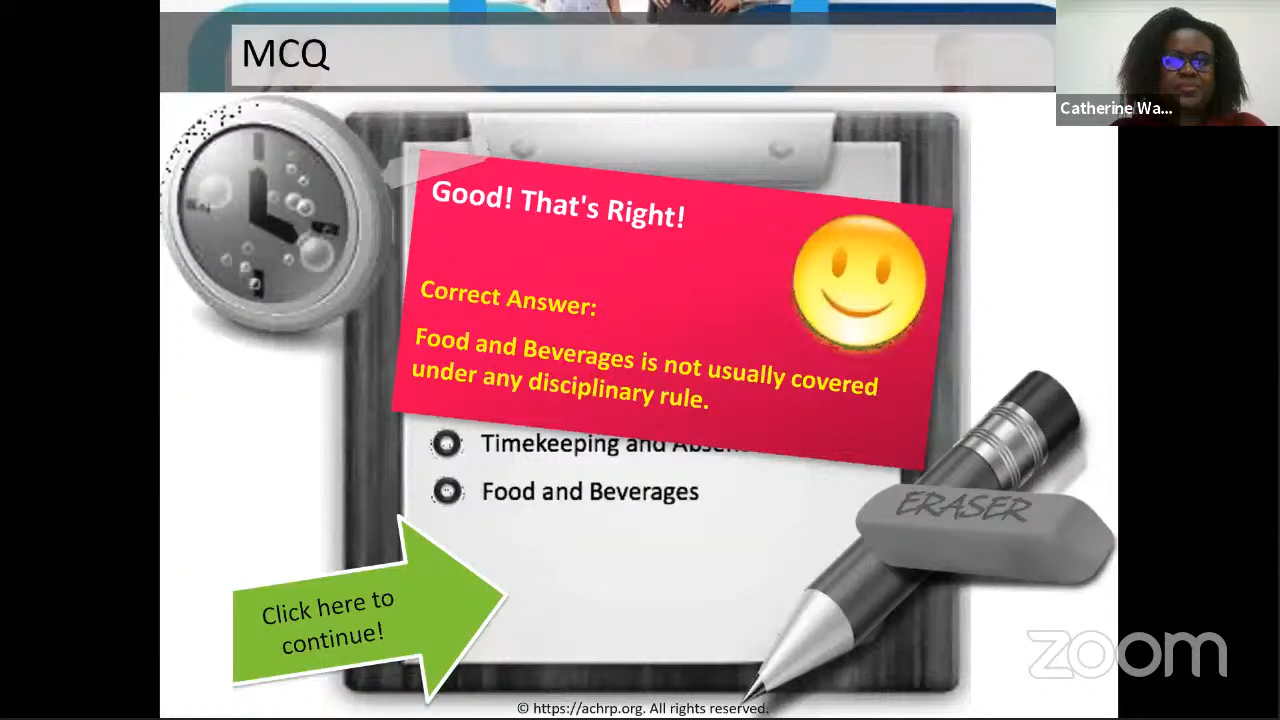 MCQ
Catherine Wa...
Good! That's Right!
Correct Answer:
Food and Beverages is not usually covered
under any disciplinary rule.
Timekeeping and
Food and Beverages
ERASER
Click here to
continue!
zoom
© https://achrp.org. All rights reserved.